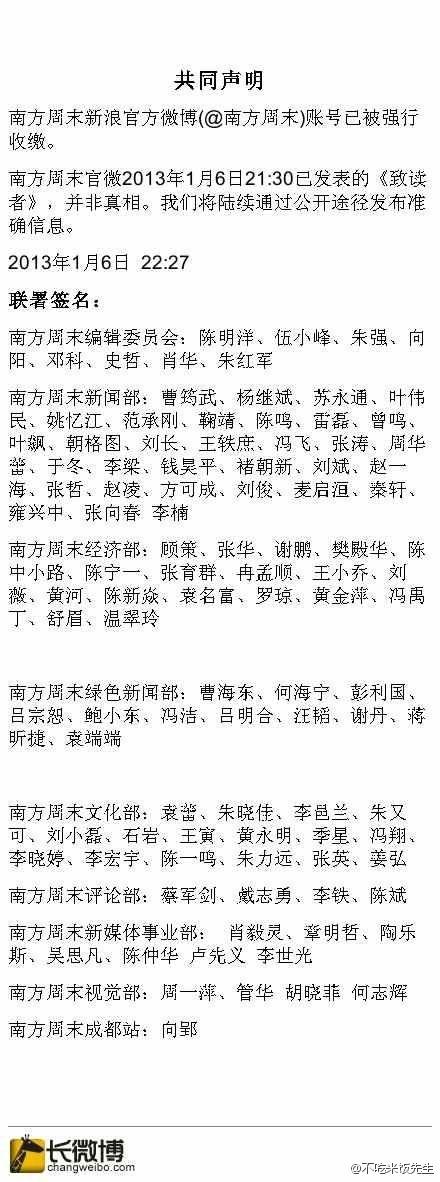 共同声明
南方周末新浪官方微博(@南方周末)账号已被强行
收缴。
南方周末官微2013年1月6日21:30已发表的《致读
者》，并非真相。我们将陆续通过公开途径发布准
确信息。
2013年1月6日 22:27
联署签名：
南方周末编辑委员会：陈明洋、伍小峰、朱强、向
阳、邓科、史哲、肖华、朱红军
南方周末新闻部：曹筠武、杨继斌、苏永通、叶伟
民、姚忆江、范承刚、鞠靖、陈鸣、雷磊、曾鸣、
叶飙、朝格图、刘长、王轶庶、冯飞、张涛、周华
蕾、于冬、李梁、钱昊平、褚朝新、刘斌、赵一
海、张哲、赵凌、方可成、刘俊、麦启洹、秦轩、
雍兴中、张向春 李楠
南方周末经济部：顾策、张华、谢鹏、樊殿华、陈
中小路、陈宁一、张育群、冉孟顺、王小乔、刘
薇、黄河、陈新焱、袁名富、罗琼、黄金萍、冯禹
丁、舒眉、温翠玲
南方周末绿色新闻部：曹海东、何海宁、彭利国、
吕宗恕、鲍小东、冯洁、吕明合、汪韬、谢丹、蒋
昕捷、袁端端
南方周末文化部：袁蕾、朱晓佳、李邑兰、朱又
可、刘小磊、石岩、王寅、黄永明、季星、冯翔、
李晓婷、李宏宇、陈一鸣、朱力远、张英、姜弘
南方周末评论部：蔡军剑、戴志勇、李铁、陈斌
南方周末新媒体事业部： 肖毅灵、章明哲、陶乐
斯、吴思凡、陈仲华 卢先义 李世光
南方周末视觉部：周一萍、管华 胡晓菲 何志辉
南方周末成都站：向郢
长微博
changweibo.com
@不吃米饭先生